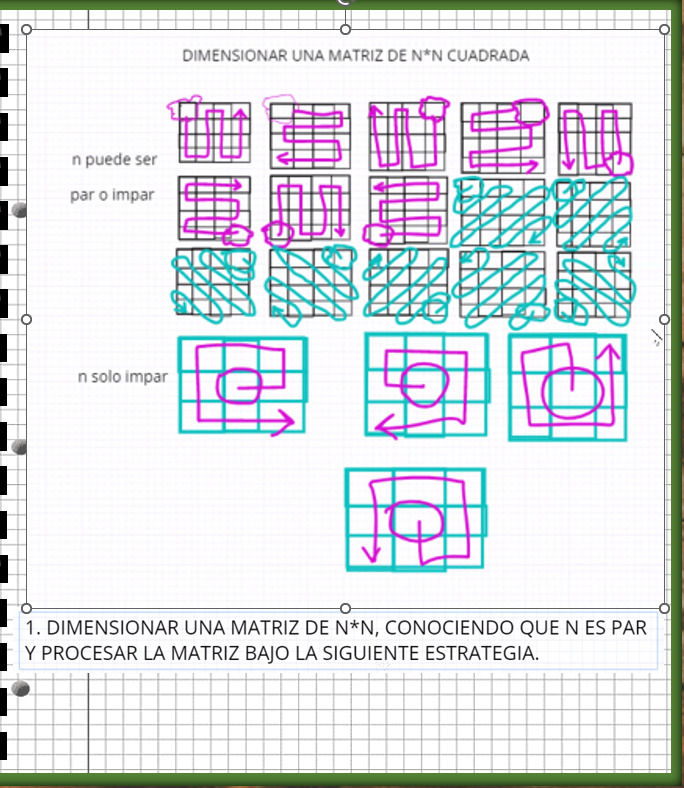 DIMENSIONAR UNA MATRIZ DE N*N CUADRADA
n puede ser
par o impar
n solo impar
1. DIMENSIONAR UNA MATRIZ DE N*N, CONOCIENDO QUE N ES PAR
Y PROCESAR LA MATRIZ BAJO LA SIGUIENTE ESTRATEGIA.